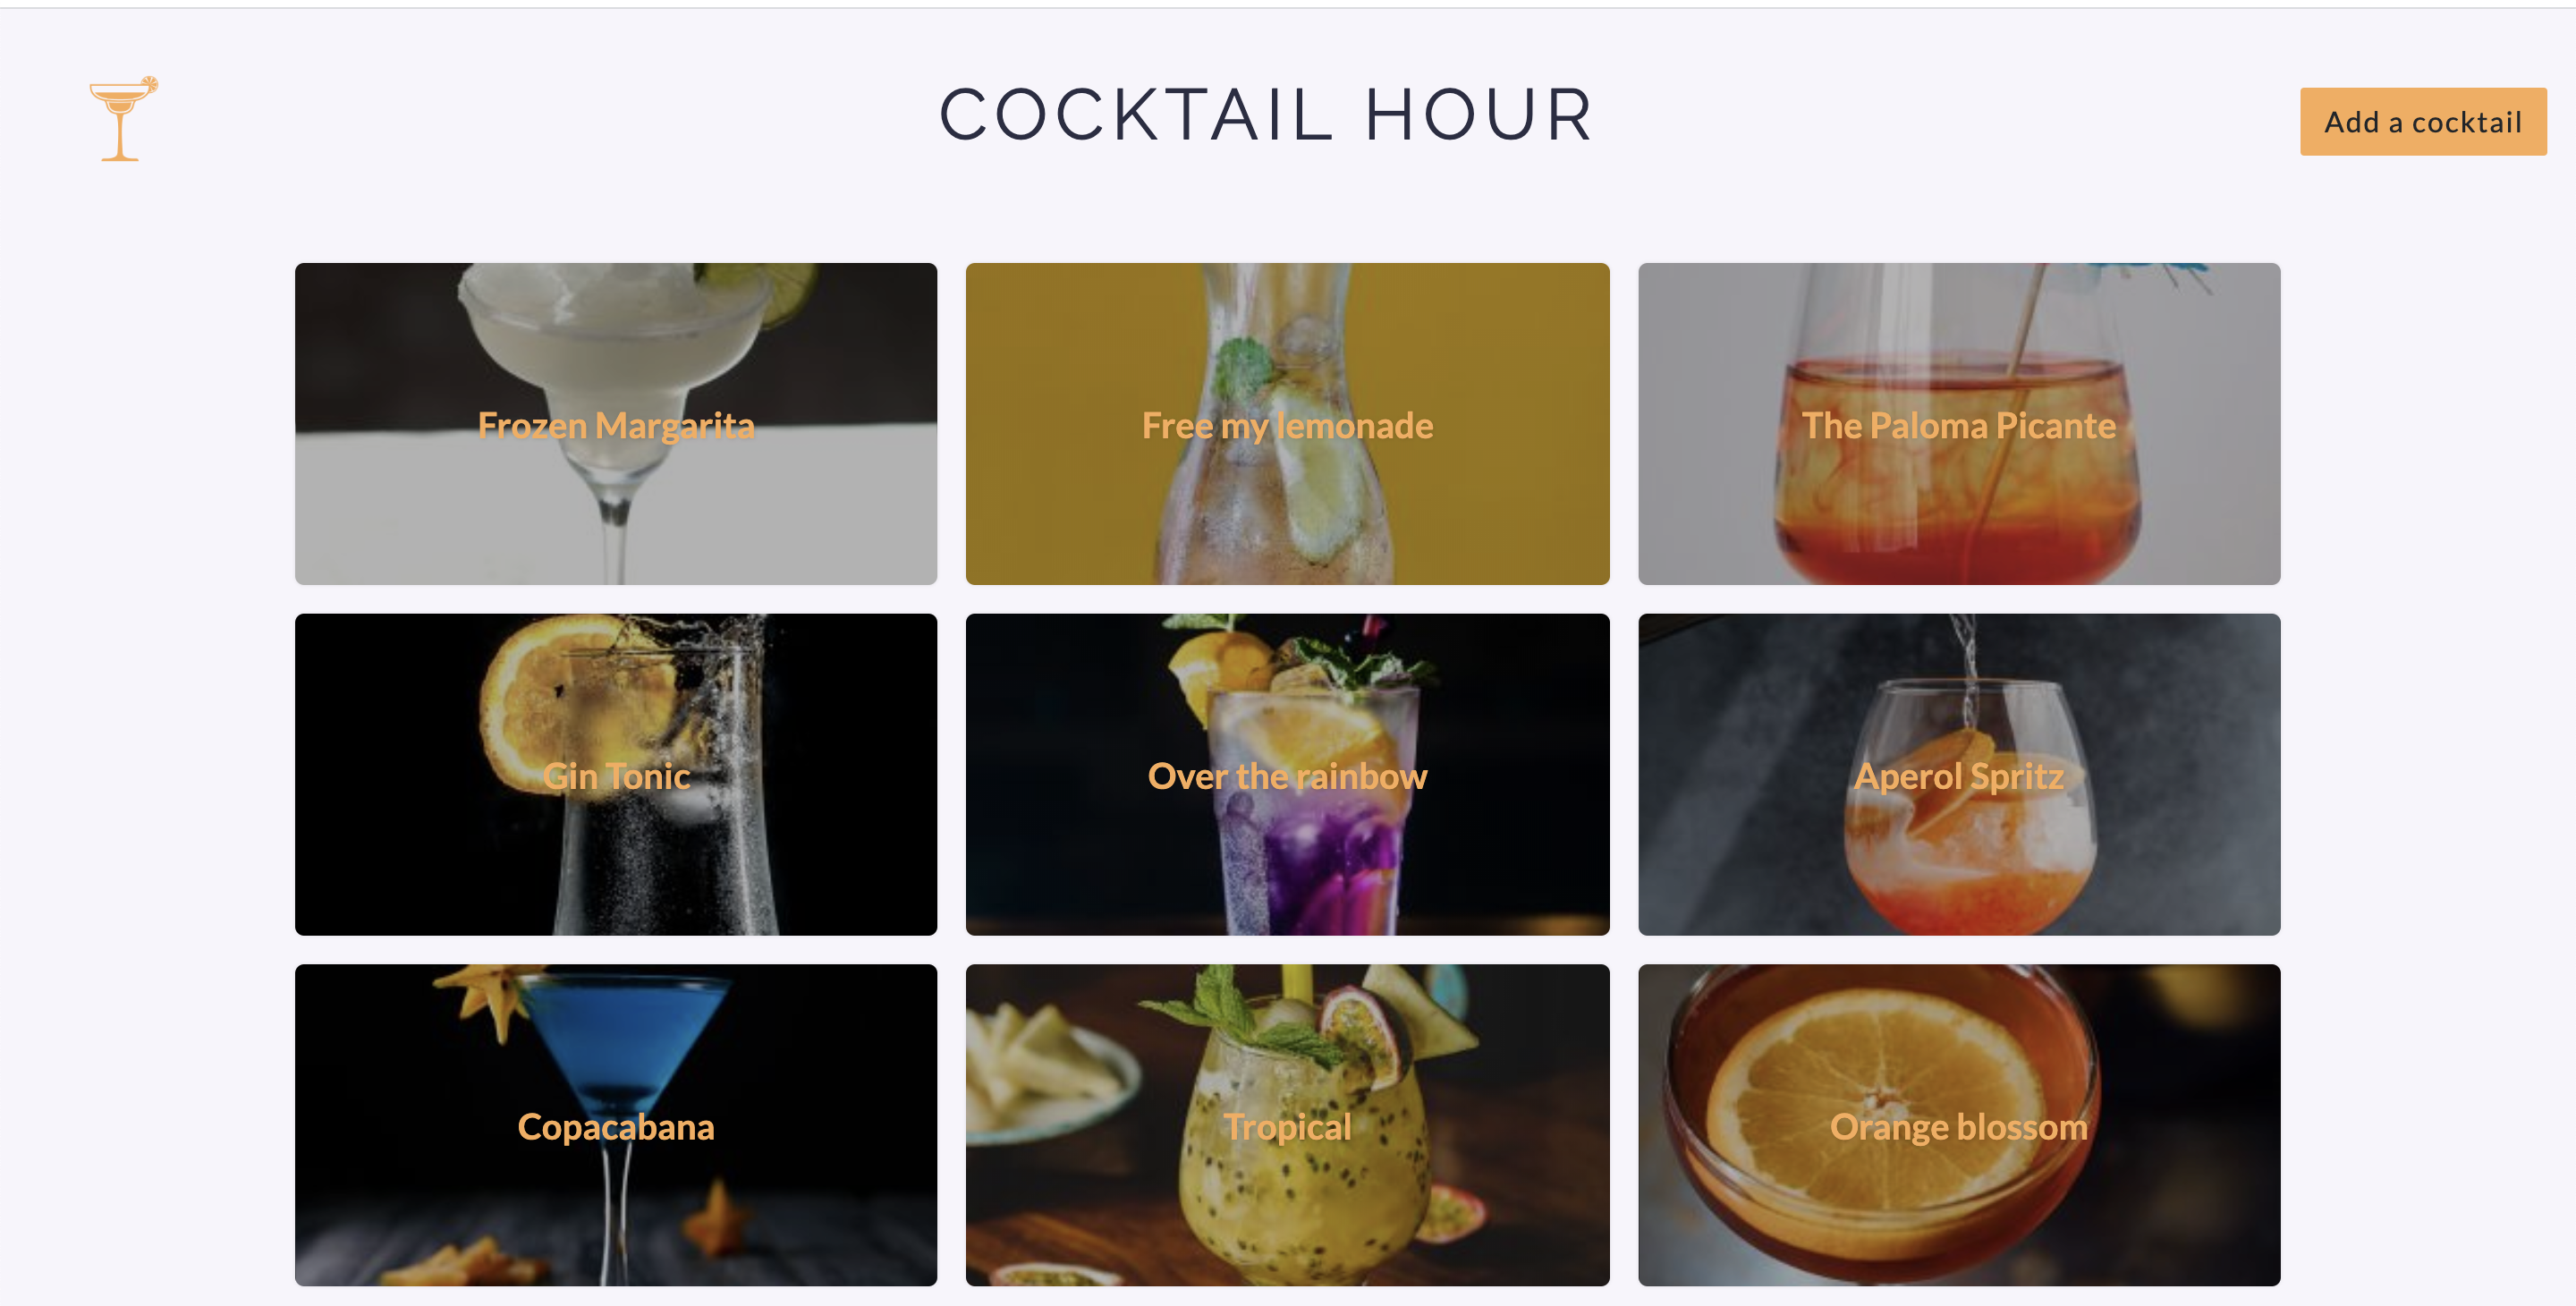 COCKTAIL HOUR
Add a cocktail
Frozen Margarita
Free my lemonade
The Paloma Picante
Gin Tonic
Over the rainbow
Aperol Spritz
Copacabana
Tropical
Orange blossom